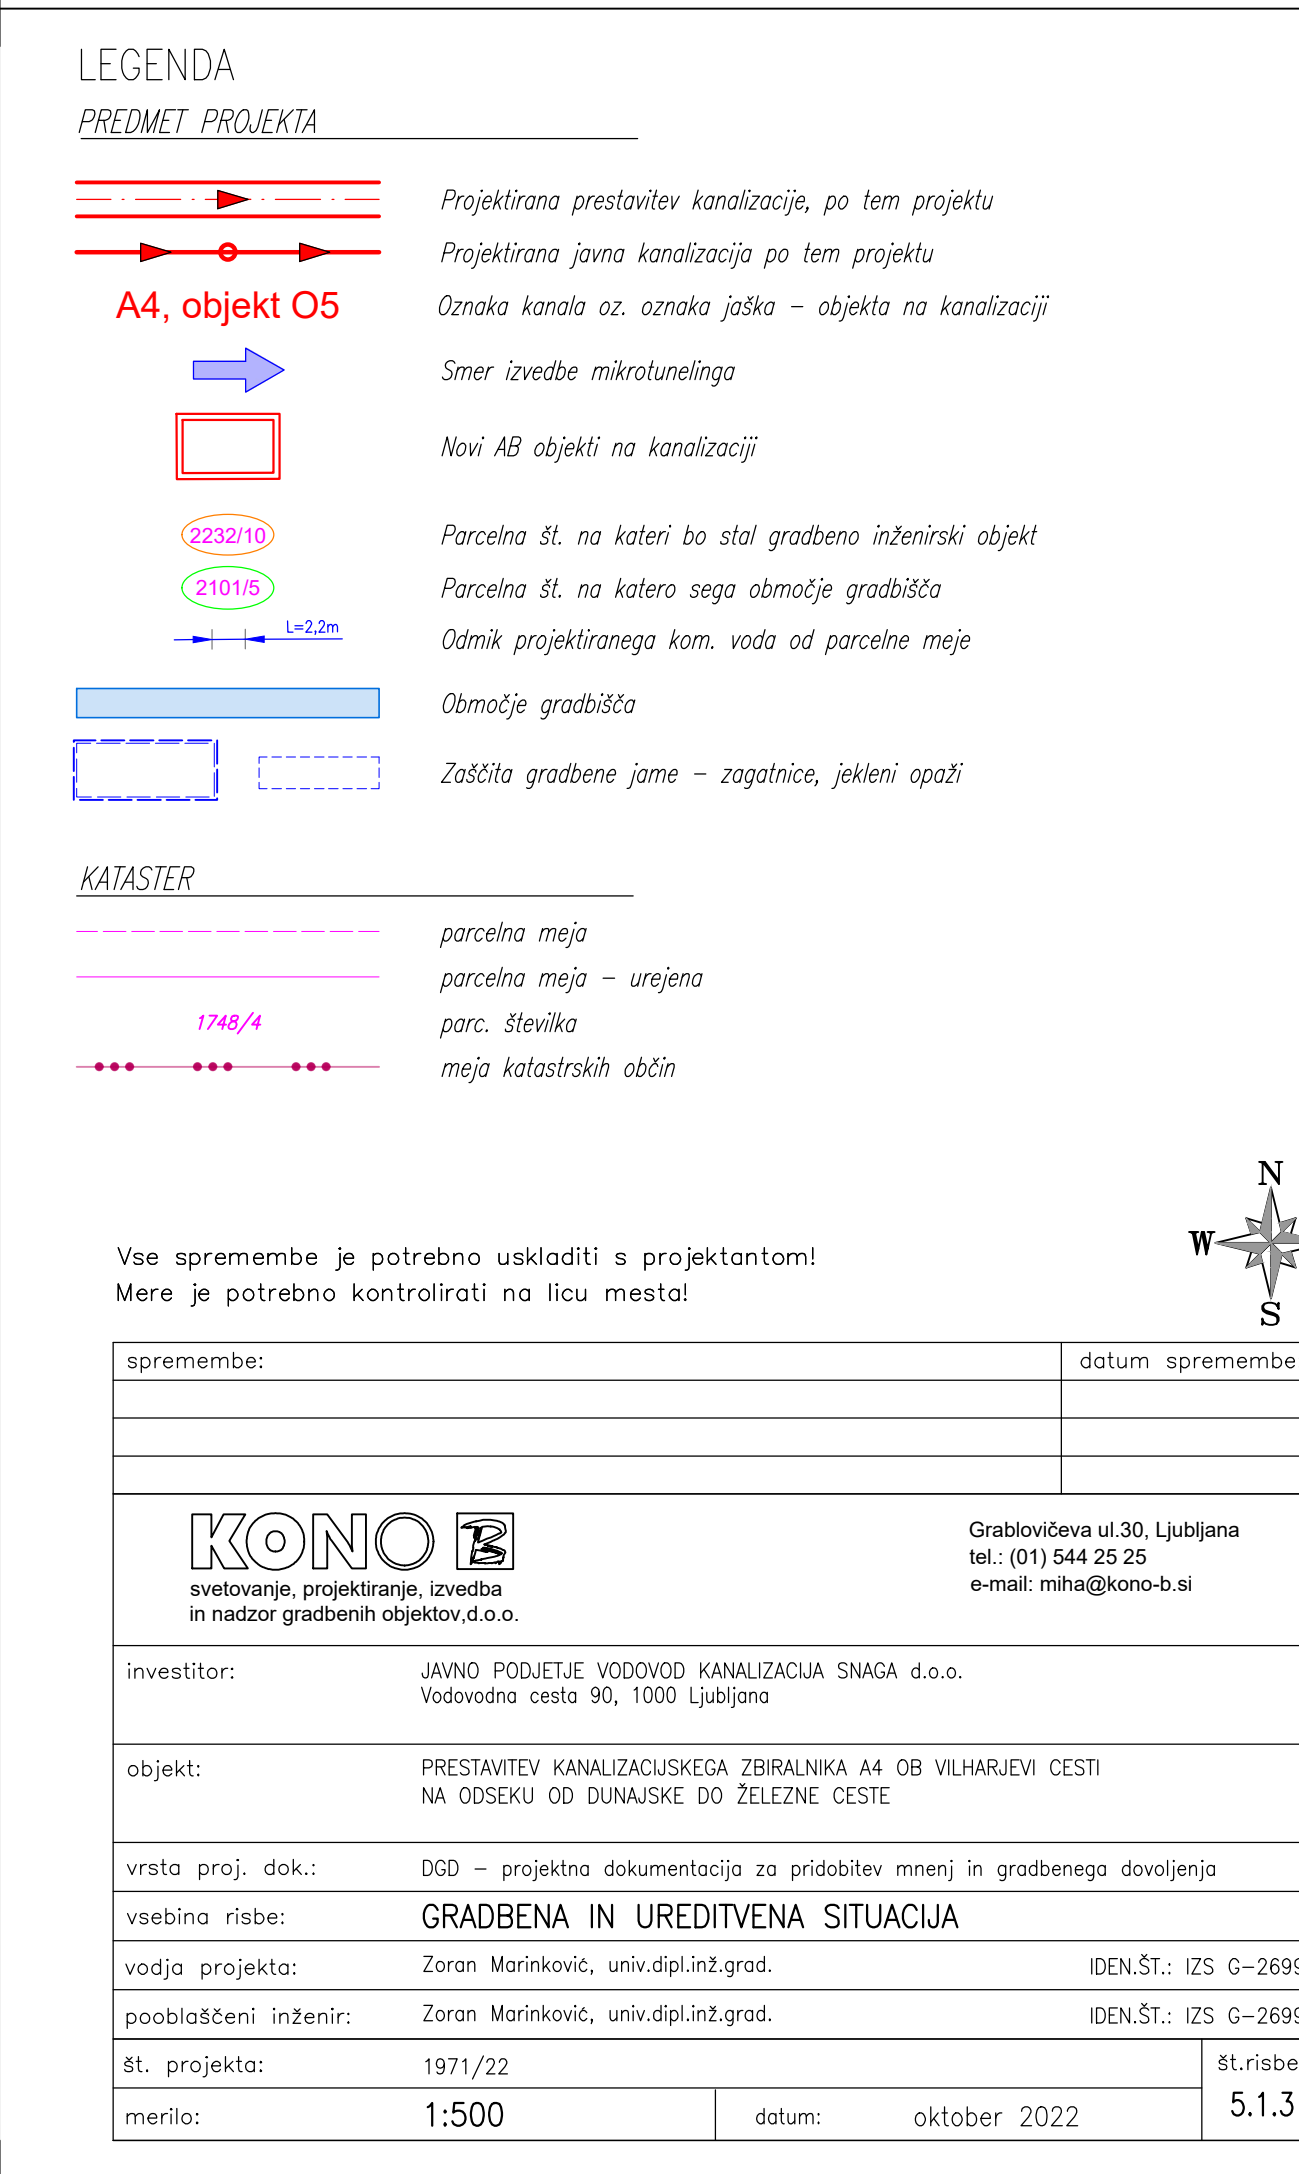 LEGENDA
PREDMET PROJEKTA
Projektirana prestavitev kanalizacije, po tem projektu
Projektirana javna kanalizacija po tem projektu
A4, objekt O5 Oznaka kanala oz. oznaka jaška – objekta na kanalizaciji
Smer izvedbe mikrotunelinga
Novi AB objekti na kanalizaciji
2232/10 Parcelna št. na kateri bo stal gradbeno inženirski objekt
2101/5 Parcelna št. na katero sega območje gradbišča
L=2,2m Odmik projektiranega kom. voda od parcelne meje
Območje gradbišča
Zaščita gradbene jame – zagatnice, jekleni opaži
KATASTER
parcelna meja
parcelna meja – urejena
1748/4 parc. številka
meja katastrskih občin
N
W
S
Vse spremembe je potrebno uskladiti s projektantom!
Mere je potrebno kontrolirati na licu mesta!
spremembe: datum spremembe
KONO B
svetovanje, projektiranje, izvedba
in nadzor gradbenih objektov,d.o.o.
Grablovičeva ul.30, Ljubljana
tel.: (01) 544 25 25
e-mail: miha@kono-b.si
investitor: JAVNO PODJETJE VODOVOD KANALIZACIJA SNAGA d.o.o.
Vodovodna cesta 90, 1000 Ljubljana
objekt: PRESTAVITEV KANALIZACIJSKEGA ZBIRALNIKA A4 OB VILHARJEVI CESTI
NA ODSEKU OD DUNAJSKE DO ŽELEZNE CESTE
vrsta proj. dok.: DGD – projektna dokumentacija za pridobitev mnenj in gradbenega dovoljenja
vsebina risbe: GRADBENA IN UREDITVENA SITUACIJA
vodja projekta: Zoran Marinković, univ.dipl.inž.grad. IDEN.ŠT.: IZS G–2699
pooblaščeni inženir: Zoran Marinković, univ.dipl.inž.grad. IDEN.ŠT.: IZS G–2699
št. projekta: 1971/22 št.risbe
merilo: 1:500 datum: oktober 2022 5.1.3